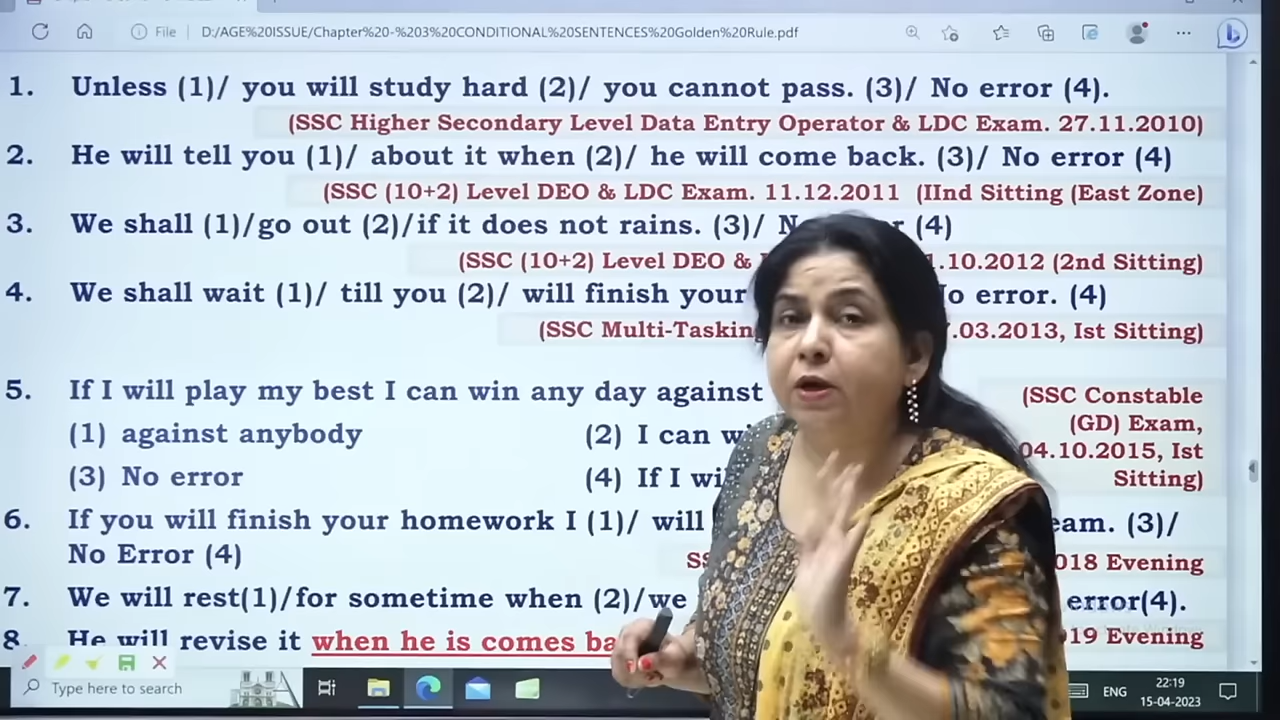 File D:/AGE%20ISSUE/Chapter%20-%203%20CONDITIONAL%20SENTENCES%20Golden%20Rule.pdf
1. Unless (1)/ you will study hard (2)/ you cannot pass. (3)/ No error (4).
(SSC Higher Secondary Level Data Entry Operator & LDC Exam. 27.11.2010)
2. He will tell you (1)/ about it when (2)/ he will come back. (3)/ No error (4)
(SSC (10+2) Level DEO & LDC Exam. 11.12.2011 (IInd Sitting (East Zone)
3. We shall (1)/go out (2)/if it does not rains. (3)/ (4)
(SSC (10+2) Level DEO & .10.2012 (2nd Sitting)
4. We shall wait (1)/ till you (2)/ will finish your error. (4)
(SSC Multi-Tasking .03.2013, Ist Sitting)
5. If I will play my best I can win any day against
(SSC Constable
(GD) Exam,
04.10.2015, Ist
Sitting)
(1) against anybody (2) I can
(3) No error (4) If I
6. If you will finish your homework I (1)/ will (3)/
No Error (4)
018 Evening
7. We will rest(1)/for sometime when (2)/we error(4).
19 Evening
8. He will revise it when he is comes
Type here to search
ENG
22:19
15-04-2023